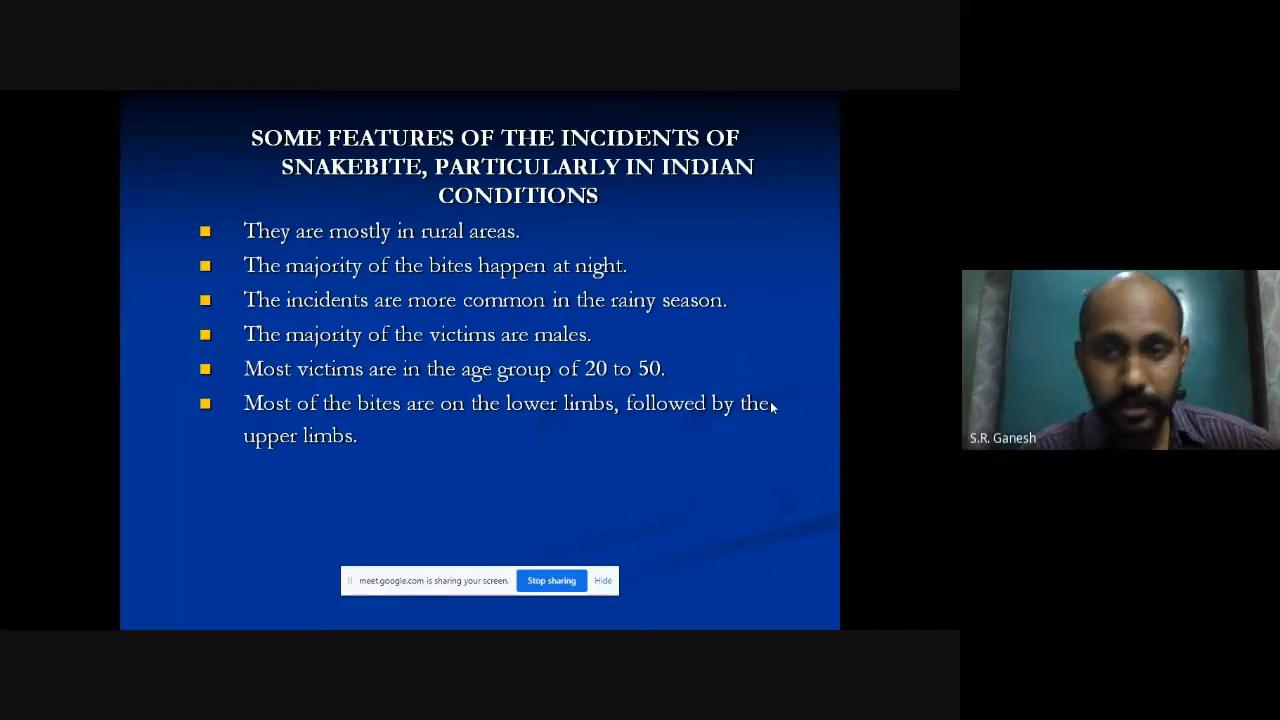 SOME FEATURES OF THE INCIDENTS OF
SNAKEBITE, PARTICULARLY IN INDIAN
CONDITIONS
They are mostly in rural areas.
The majority of the bites happen at night.
The incidents are more common in the rainy season.
The majority of the victims are males.
Most victims are in the age group of 20 to 50.
Most of the bites are on the lower limbs, followed by the
upper limbs.
S.R. Ganesh
meet.google.com is sharing your screen. Stop sharing Hide